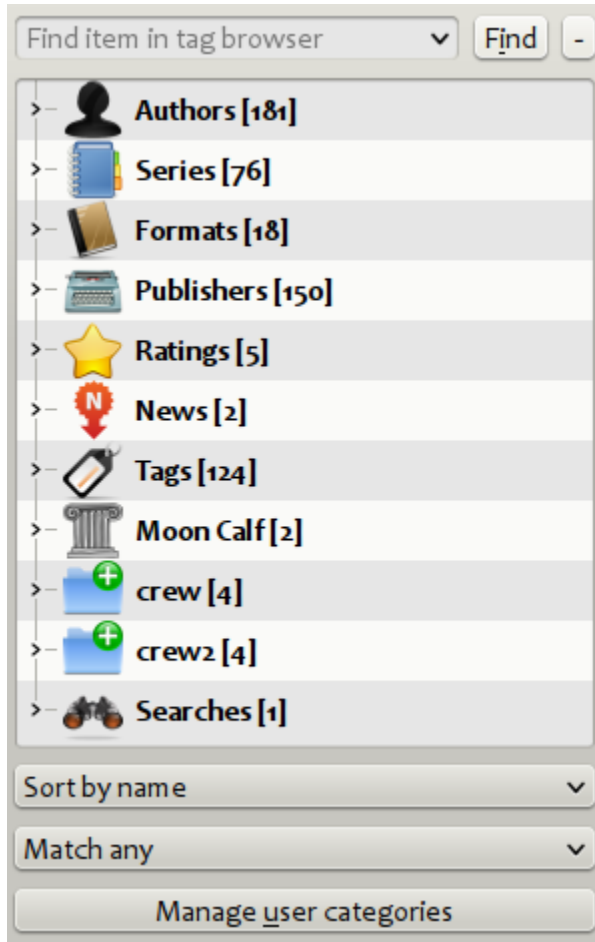 Find item in tag browser
Find
-
Authors [181]
Series [76]
Formats [18]
Publishers [150]
Ratings [5]
N
News [2]
Tags [124]
Moon Calf [2]
crew [4]
crew2 [4]
Searches [1]
Sort by name
Match any
Manage user categories